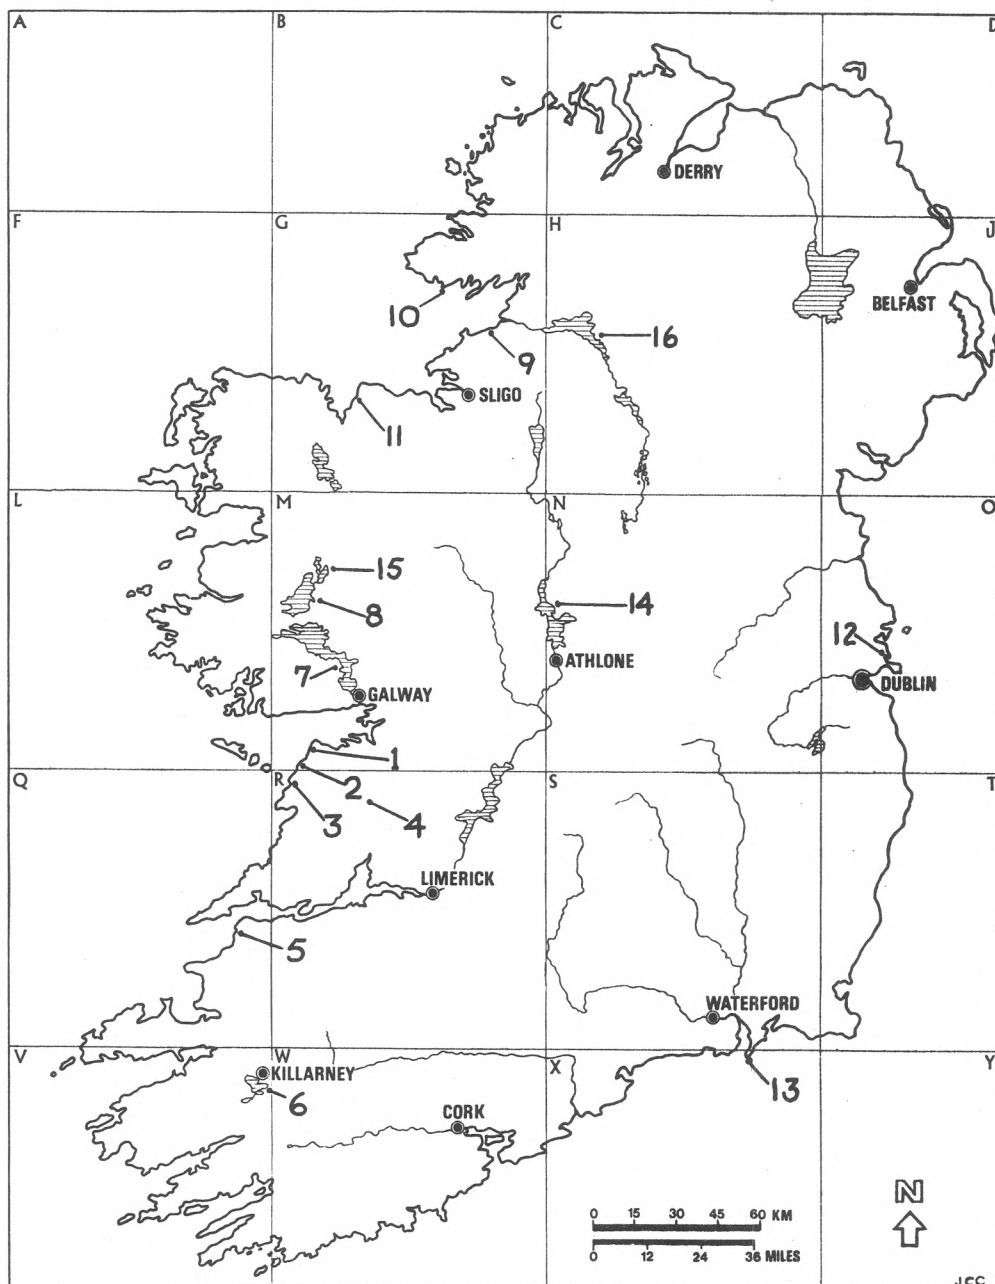 A B C D
DERRY
F G H J
BELFAST
10
16
9
SLIGO
11
L M N O
15
8
14
12
7
ATHLONE
DUBLIN
GALWAY
1
Q R 2 S T
3 4
LIMERICK
5
WATERFORD
V W X Y
KILLARNEY 13
6
CORK
N
0 15 30 45 60 KM
0 12 24 36 MILES